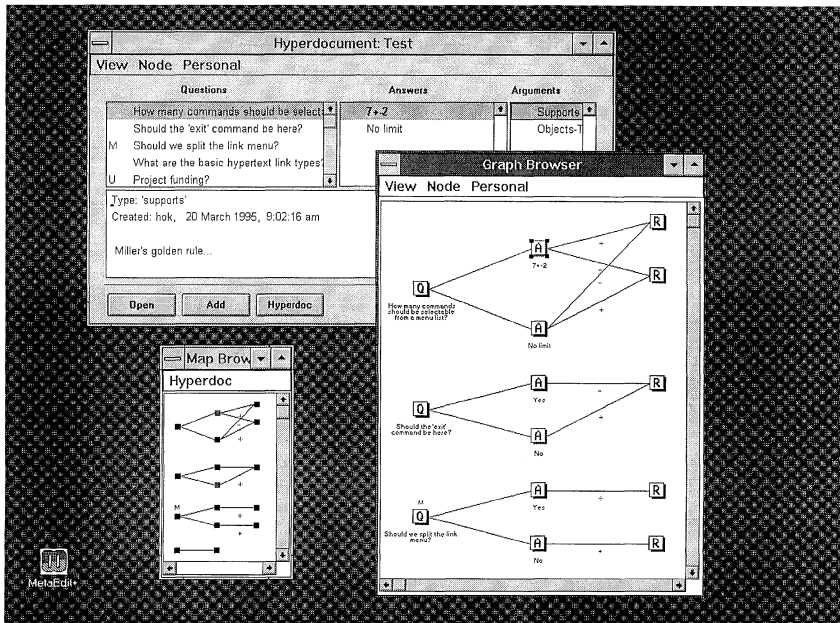 Hyperdocument: Test
View Node Personal
Questions
Answers
Arguments
How many commands should be select
Should the 'exit' command be here?
M Should we split the link menu?
What are the basic hypertext link types
U Project funding?
7+-2
No limit
Supports
Objects-T
Type: 'supports'
Created: hok, 20 March 1995, 9:02:16 am
Miller's golden rule...
Open
Add
Hyperdoc
Graph Browser
View Node Personal
R
A
+
7+-2
-
R
Q
-
How many commands
should be selectable
from a menu list?
+
A
No limit
A
-
R
Yes
Q
+
Should the 'exit'
command be here?
A
No
M
A
R
Q
Yes
+
Should we split the link
menu?
A
R
No
+
Map Brow
Hyperdoc
+
-
+
+
M
+
+
MetaEdit+